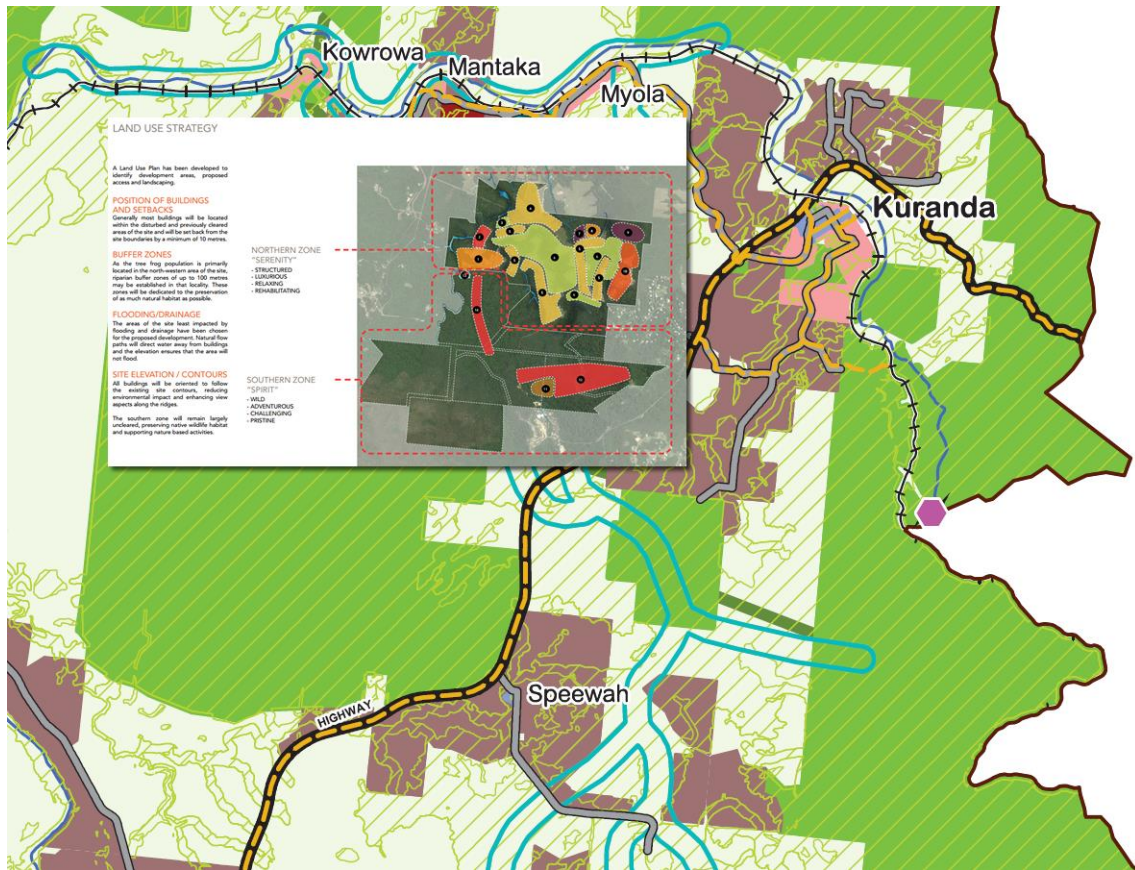 Kowrowa
Mantaka
Myola
Kuranda
LAND USE STRATEGY
A Land Use Plan has been developed to
identify development areas, proposed
access and landscaping.
POSITION OF BUILDINGS
AND SETBACKS
Generally most buildings will be located
within the disturbed and previously cleared
areas of the site and will be set back from the
site boundaries by a minimum of 10 metres.
BUFFER ZONES
As the tree frog population is primarily
located in the north-western area of the site,
riparian buffer zones of up to 100 metres
may be established in that locality. These
zones will be dedicated to the preservation
of as much natural habitat as possible.
FLOODING/DRAINAGE
The areas of the site least impacted by
flooding and drainage have been chosen
for the proposed development. Natural flow
paths will direct water away from buildings
and the elevation ensures that the area will
not flood.
SITE ELEVATION / CONTOURS
All buildings will be oriented to follow
the existing site contours, reducing
environmental impact and enhancing view
aspects along the ridges.
The southern zone will remain largely
uncleared, preserving native wildlife habitat
and supporting nature based activities.
NORTHERN ZONE
"SERENITY"
- STRUCTURED
- LUXURIOUS
- RELAXING
- REHABILITATING
SOUTHERN ZONE
"SPIRIT"
- WILD
- ADVENTUROUS
- CHALLENGING
- PRISTINE
Speewah
HIGHWAY